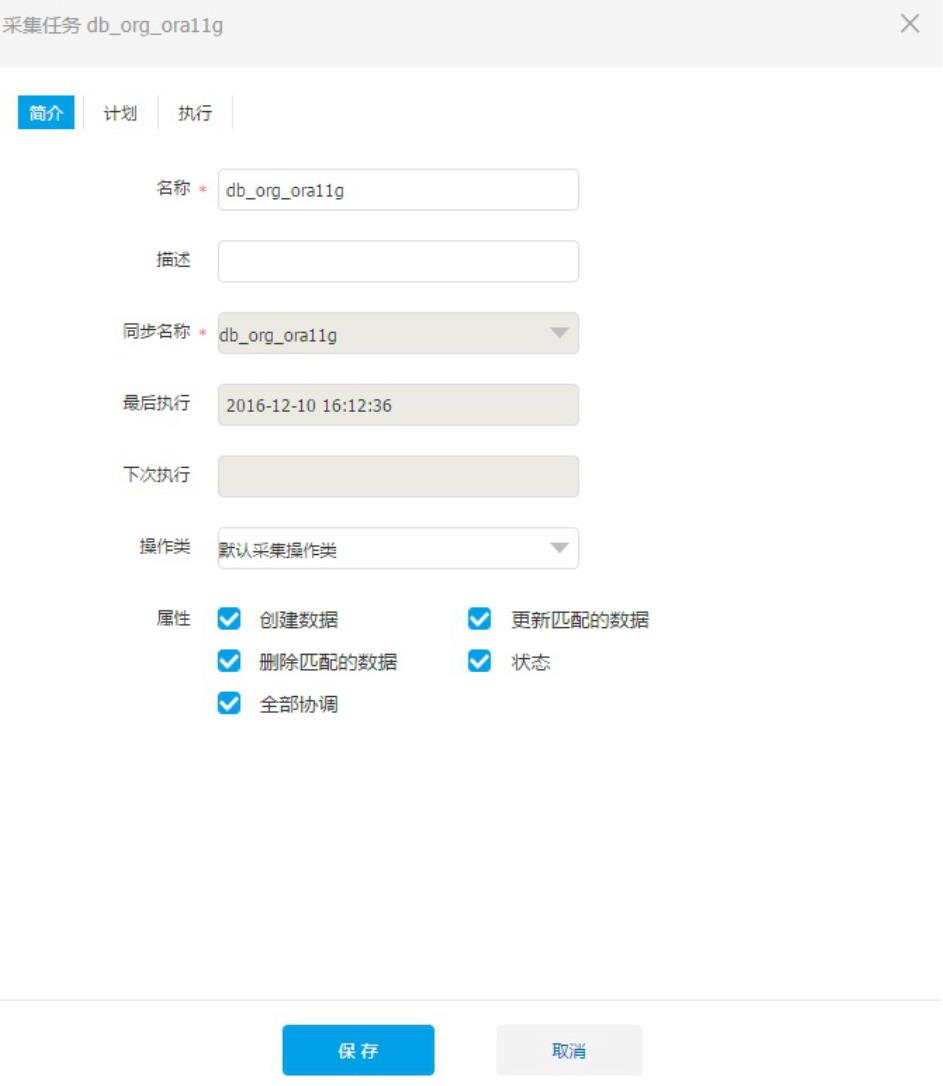 采集任务 db_org_ora11g
简介 计划 执行
名称 * db_org_ora11g
描述
同步名称 * db_org_ora11g
最后执行 2016-12-10 16:12:36
下次执行
操作类 默认采集操作类
属性 创建数据 更新匹配的数据
删除匹配的数据 状态
全部协调
保存 取消